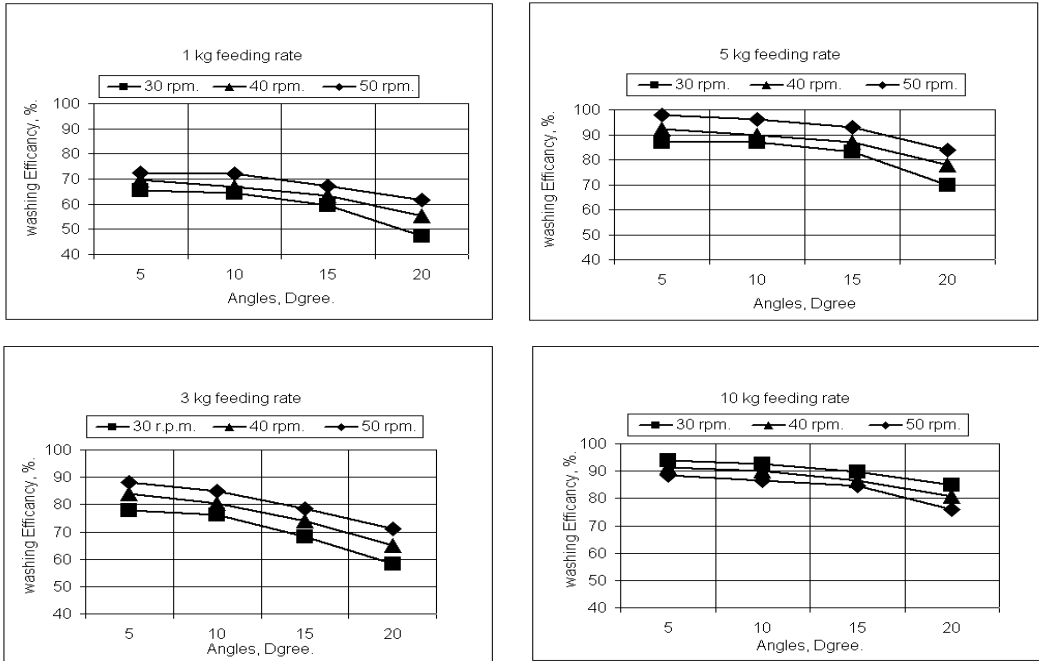 1 kg feeding rate
30 rpm. 40 rpm. 50 rpm.
washing Efficancy, %.
100
90
80
70
60
50
40
5 10 15 20
Angles, Dgree.
5 kg feeding rate
30 rpm. 40 rpm. 50 rpm.
washing Efficancy, %.
100
90
80
70
60
50
40
5 10 15 20
Angles, Dgree
3 kg feeding rate
30 r.p.m. 40 rpm. 50 rpm.
washing Efficancy, %.
100
90
80
70
60
50
40
5 10 15 20
Angles, Dgree.
10 kg feeding rate
30 rpm. 40 rpm. 50 rpm.
washing Efficancy, %.
100
90
80
70
60
50
40
5 10 15 20
Angles, Dgree.